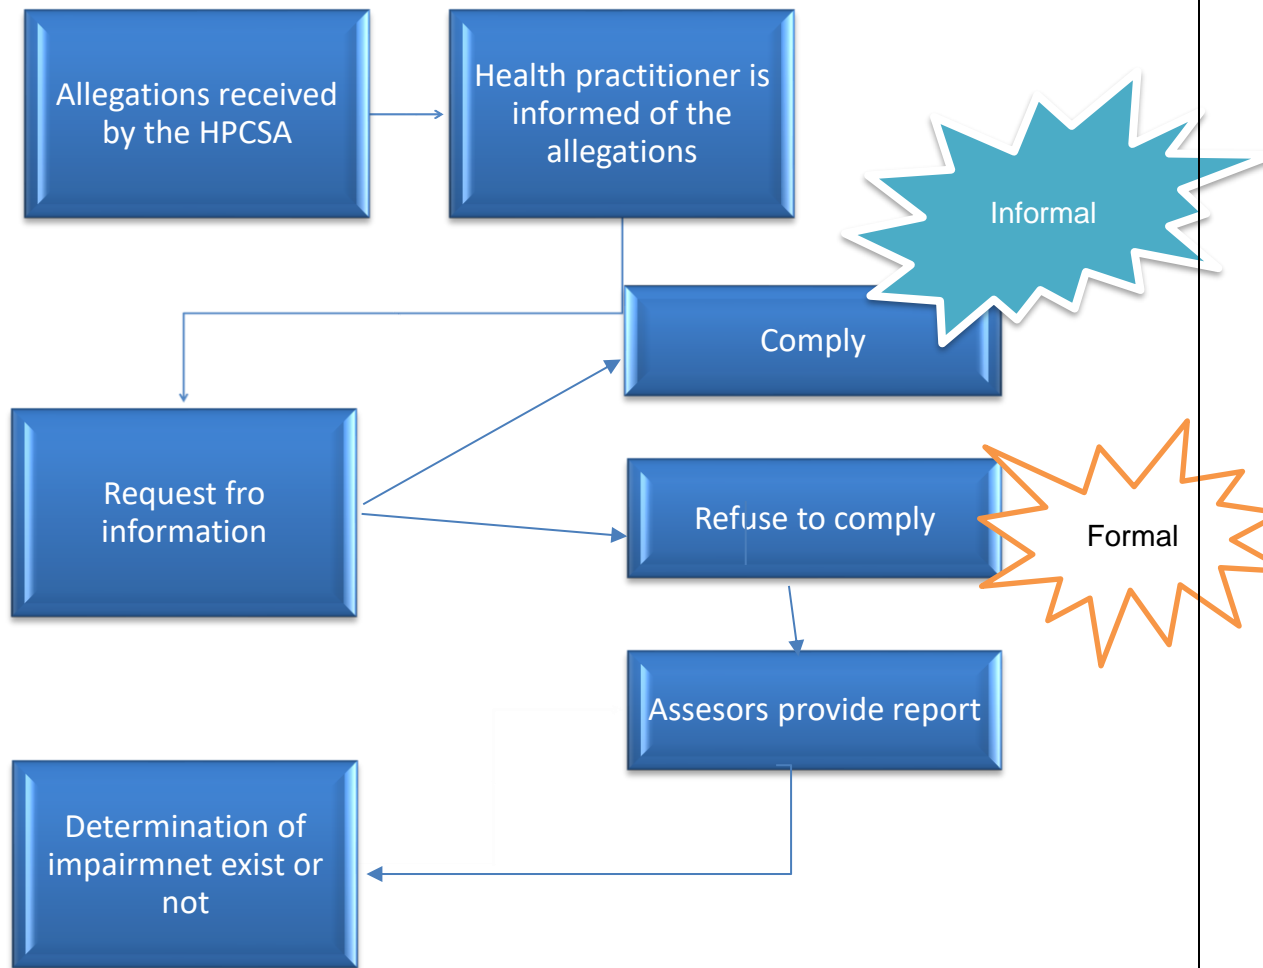 Allegations received
by the HPCSA
Health practitioner is
informed of the
allegations
Informal
Comply
Request fro
information
Refuse to comply
Formal
Assesors provide report
Determination of
impairmnet exist or
not